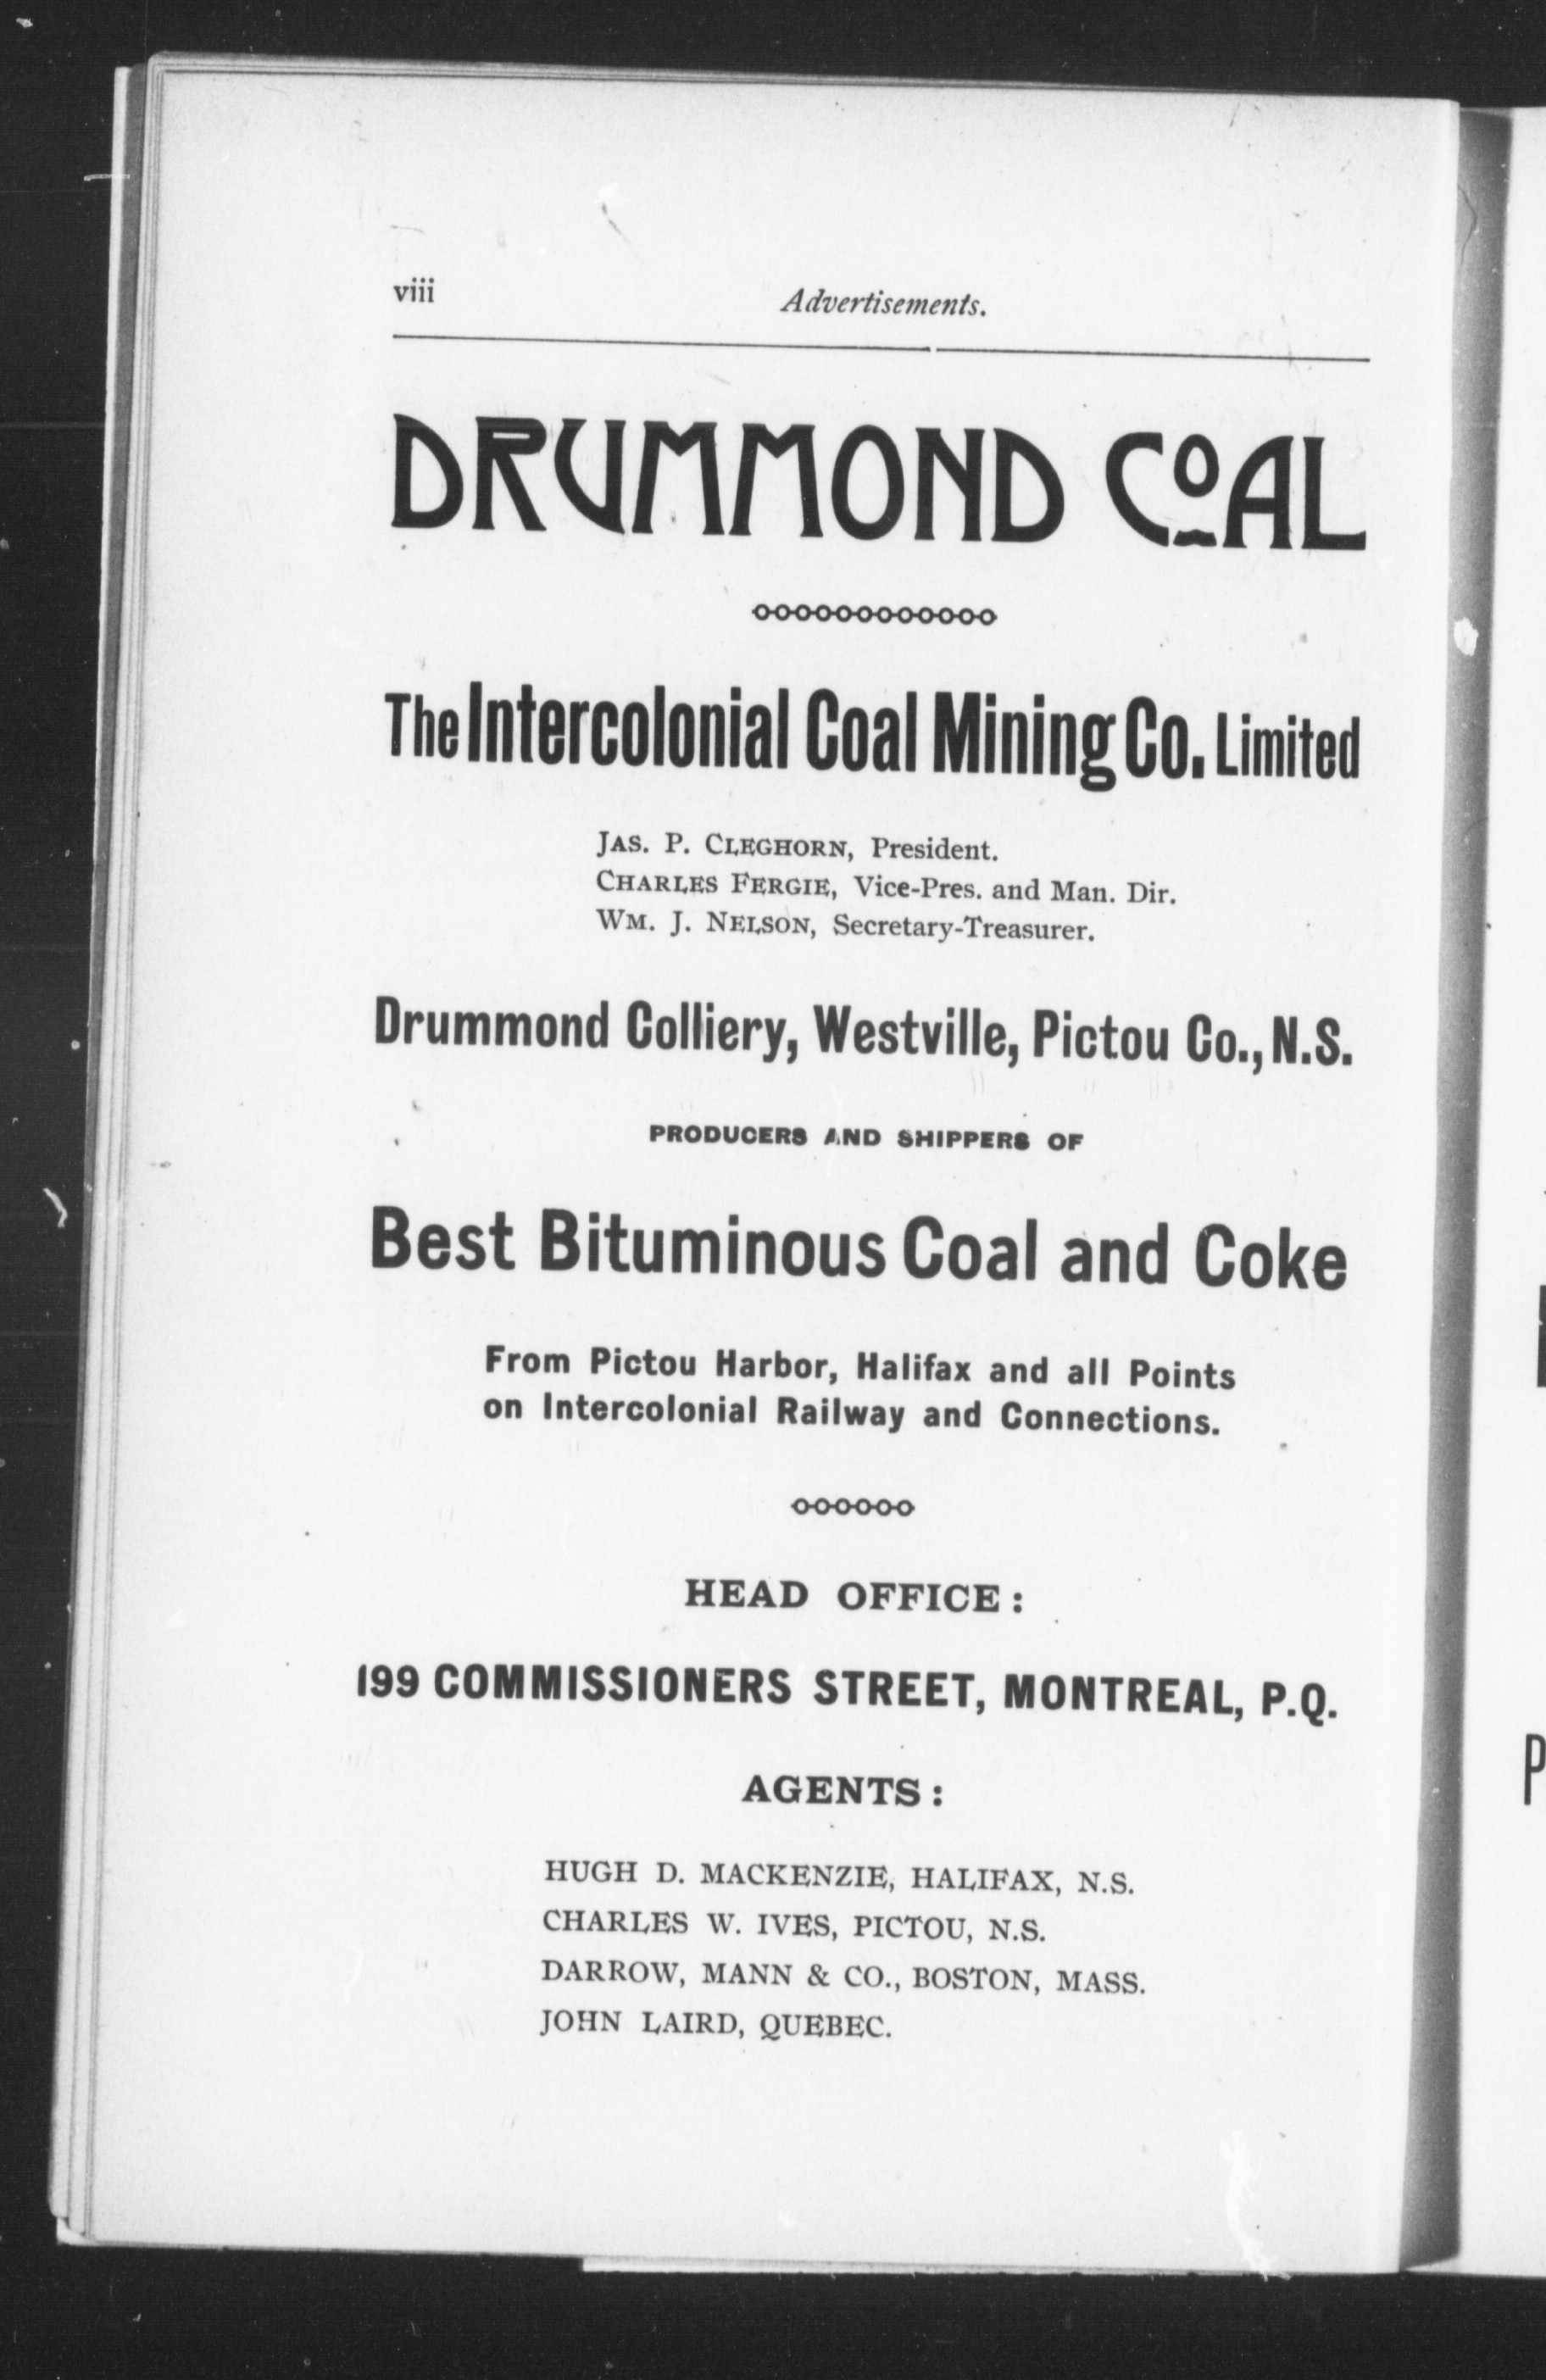 viii
Advertisements.
DRUMMOND COAL
The Intercolonial Coal Mining Co. Limited
JAS. P. CLEGHORN, President.
CHARLES FERGIE, Vice-Pres. and Man. Dir.
WM. J. NELSON, Secretary-Treasurer.
Drummond Colliery, Westville, Pictou Co., N.S.
PRODUCERS AND SHIPPERS OF
Best Bituminous Coal and Coke
From Pictou Harbor, Halifax and all Points
on Intercolonial Railway and Connections.
HEAD OFFICE:
199 COMMISSIONERS STREET, MONTREAL, P.Q.
AGENTS:
HUGH D. MACKENZIE, HALIFAX, N.S.
CHARLES W. IVES, PICTOU, N.S.
DARROW, MANN & CO., BOSTON, MASS.
JOHN LAIRD, QUEBEC.